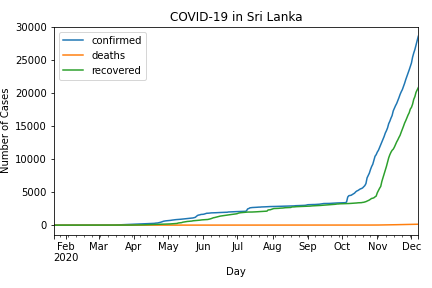 COVID-19 in Sri Lanka
confirmed
deaths
recovered
Number of Cases
30000
25000
20000
15000
10000
5000
0
Feb Mar Apr May Jun Jul Aug Sep Oct Nov Dec
2020
Day